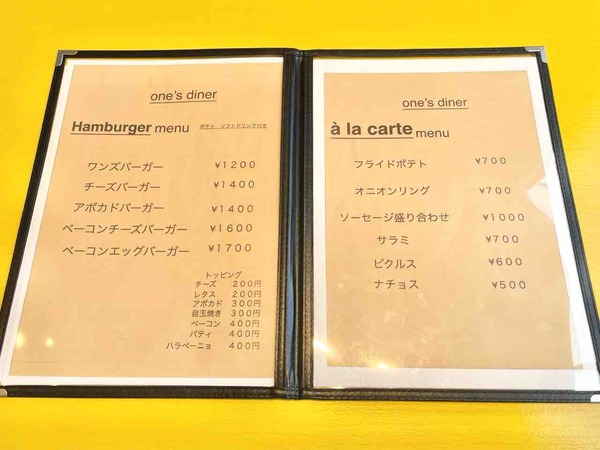 one's diner
Hamburger menu ポテト ソフトドリンク付き
ワンズバーガー ¥1200
チーズバーガー ¥1400
アボカドバーガー ¥1400
ベーコンチーズバーガー ¥1600
ベーコンエッグバーガー ¥1700
トッピング
チーズ 200円
レタス 200円
アボカド 300円
目玉焼き 300円
ベーコン 400円
パティ 400円
ハラペーニョ 400円
one's diner
à la carte menu
フライドポテト ¥700
オニオンリング ¥700
ソーセージ盛り合わせ ¥1000
サラミ ¥700
ピクルス ¥600
ナチョス ¥500